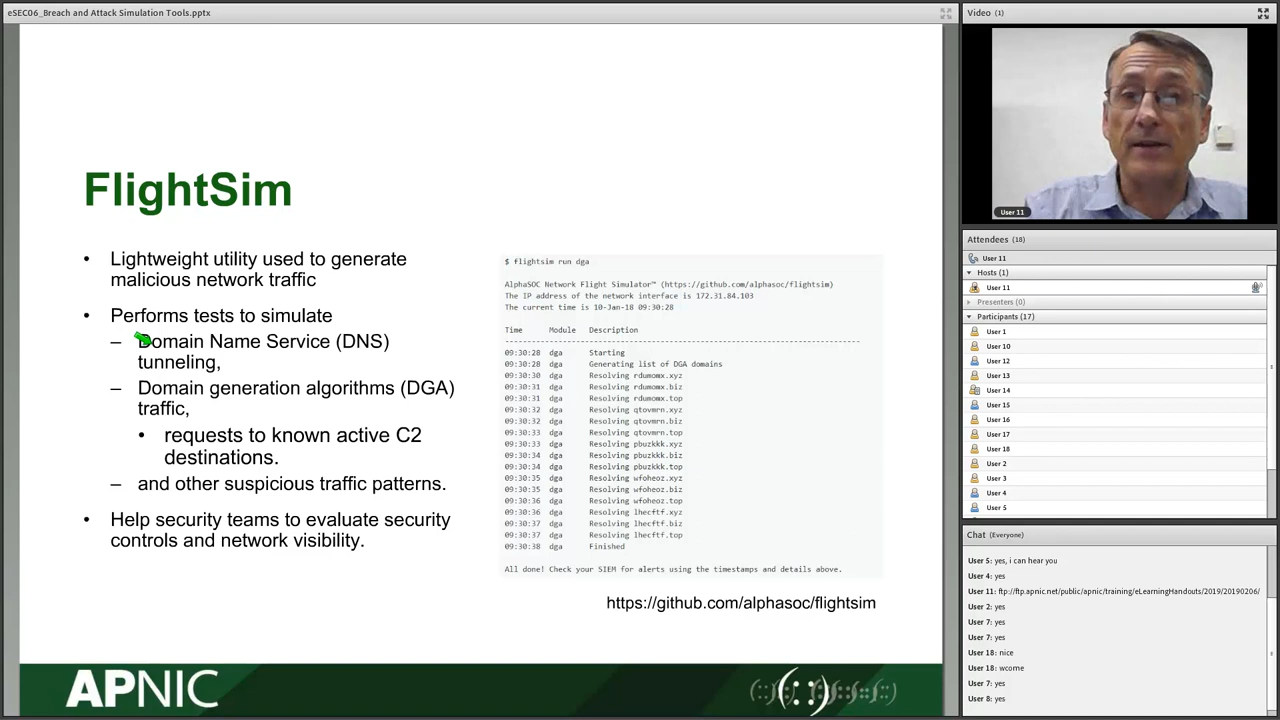 eSEC06_Breach and Attack Simulation Tools.pptx
FlightSim
• Lightweight utility used to generate
malicious network traffic
• Performs tests to simulate
– Domain Name Service (DNS)
tunneling,
– Domain generation algorithms (DGA)
traffic,
• requests to known active C2
destinations.
– and other suspicious traffic patterns.
• Help security teams to evaluate security
controls and network visibility.
$ flightsim run dga
AlphaSOC Network Flight Simulator™ (https://github.com/alphasoc/flightsim)
The IP address of the network interface is 172.31.84.103
The current time is 10-Jan-18 09:30:28
Time Module Description
--------------------------------------------------------------------------------
09:30:28 dga Starting
09:30:28 dga Generating list of DGA domains
09:30:30 dga Resolving rdumomx.xyz
09:30:31 dga Resolving rdumomx.biz
09:30:31 dga Resolving rdumomx.top
09:30:32 dga Resolving qtovmrn.xyz
09:30:32 dga Resolving qtovmrn.biz
09:30:33 dga Resolving qtovmrn.top
09:30:33 dga Resolving pbuzkkk.xyz
09:30:34 dga Resolving pbuzkkk.biz
09:30:34 dga Resolving pbuzkkk.top
09:30:35 dga Resolving wfoheoz.xyz
09:30:35 dga Resolving wfoheoz.biz
09:30:36 dga Resolving wfoheoz.top
09:30:36 dga Resolving lhecftf.xyz
09:30:37 dga Resolving lhecftf.biz
09:30:37 dga Resolving lhecftf.top
09:30:38 dga Finished
All done! Check your SIEM for alerts using the timestamps and details above.
https://github.com/alphasoc/flightsim
APNIC
Video (1)
User 11
Attendees (18)
User 11
Hosts (1)
User 11
Presenters (0)
Participants (17)
User 1
User 10
User 12
User 13
User 14
User 15
User 16
User 17
User 18
User 2
User 3
User 4
User 5
Chat (Everyone)
User 5: yes, i can hear you
User 4: yes
User 11: ftp://ftp.apnic.net/public/apnic/training/eLearningHandouts/2019/20190206/
User 2: yes
User 7: yes
User 7: yes
User 18: nice
User 18: wcome
User 7: yes
User 8: yes